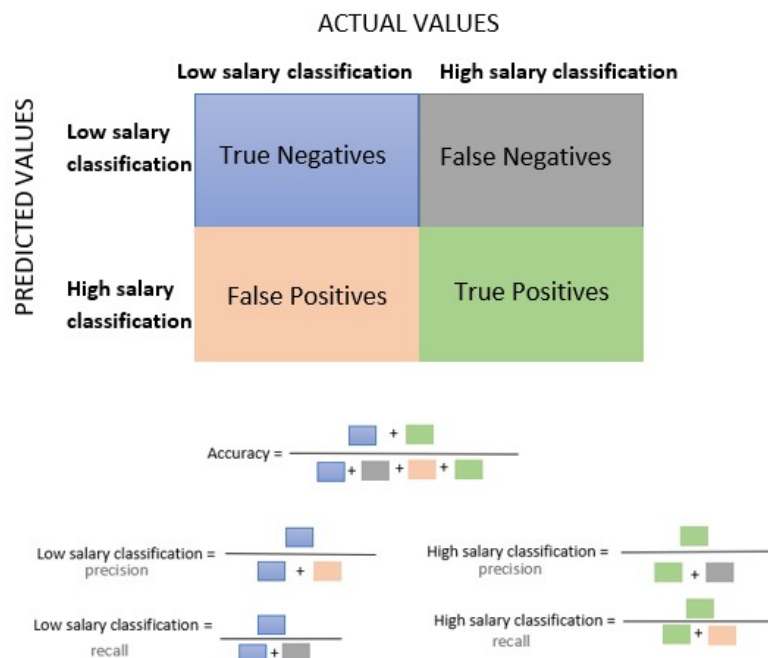 ACTUAL VALUES
Low salary classification High salary classification
PREDICTED VALUES
Low salary
classification
True Negatives
False Negatives
High salary
classification
False Positives
True Positives
Accuracy =
+
+ + +
Low salary classification =
precision
+
High salary classification =
precision
+
Low salary classification =
recall
+
High salary classification =
recall
+